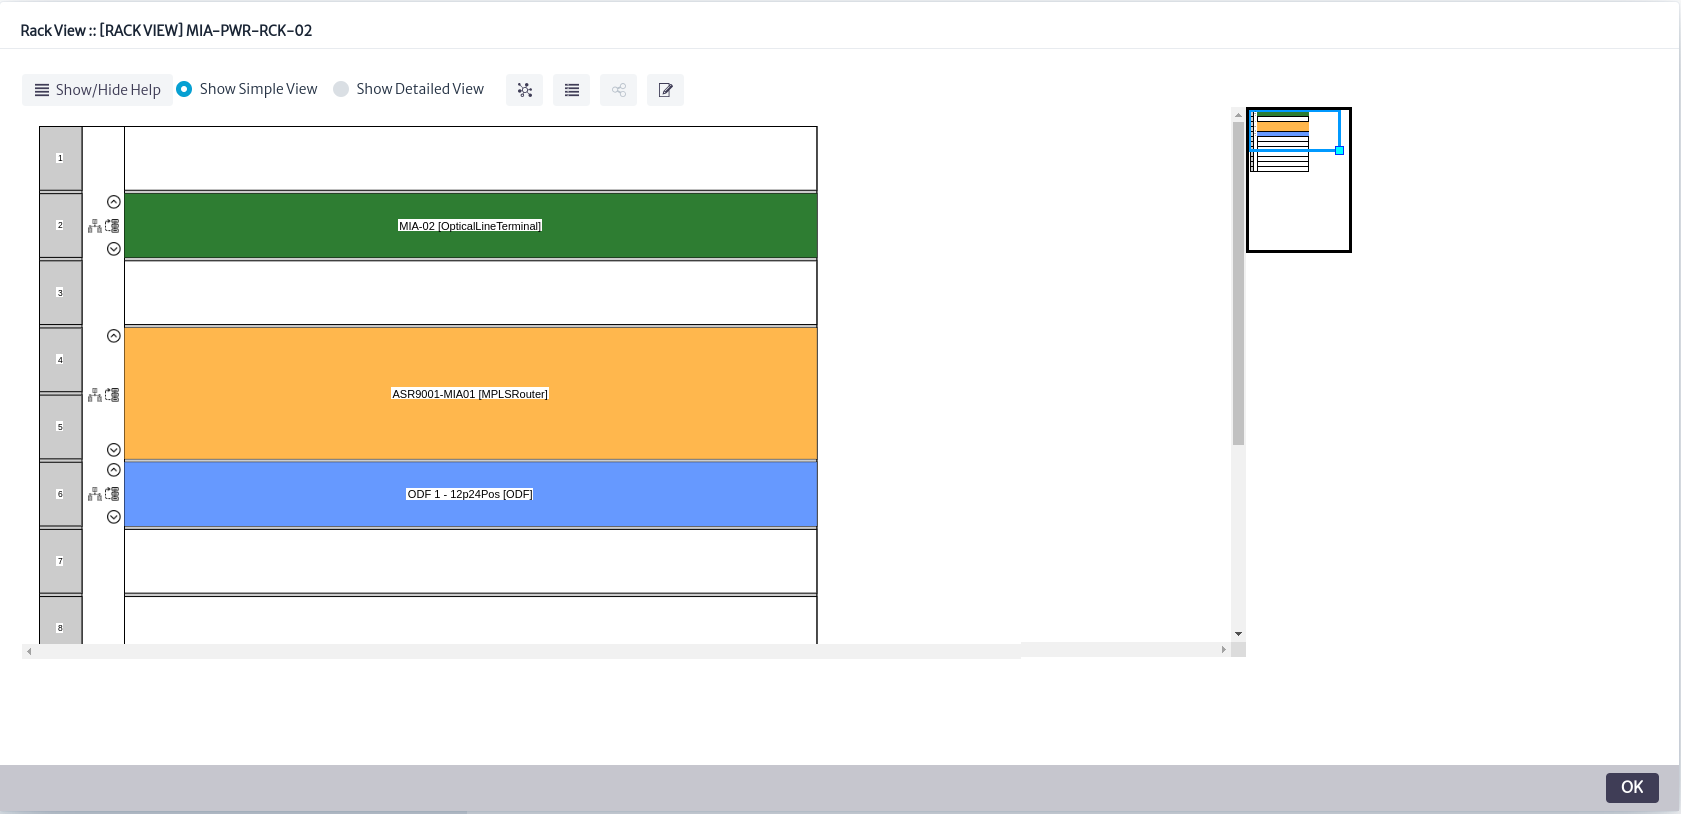 Rack View :: [RACK VIEW] MIA-PWR-RCK-02
Show/Hide Help Show Simple View Show Detailed View
1
2 MIA-02 [OpticalLineTerminal]
3
4
ASR9001-MIA01 [MPLSRouter]
5
6 ODF 1 - 12p24Pos [ODF]
7
8
OK